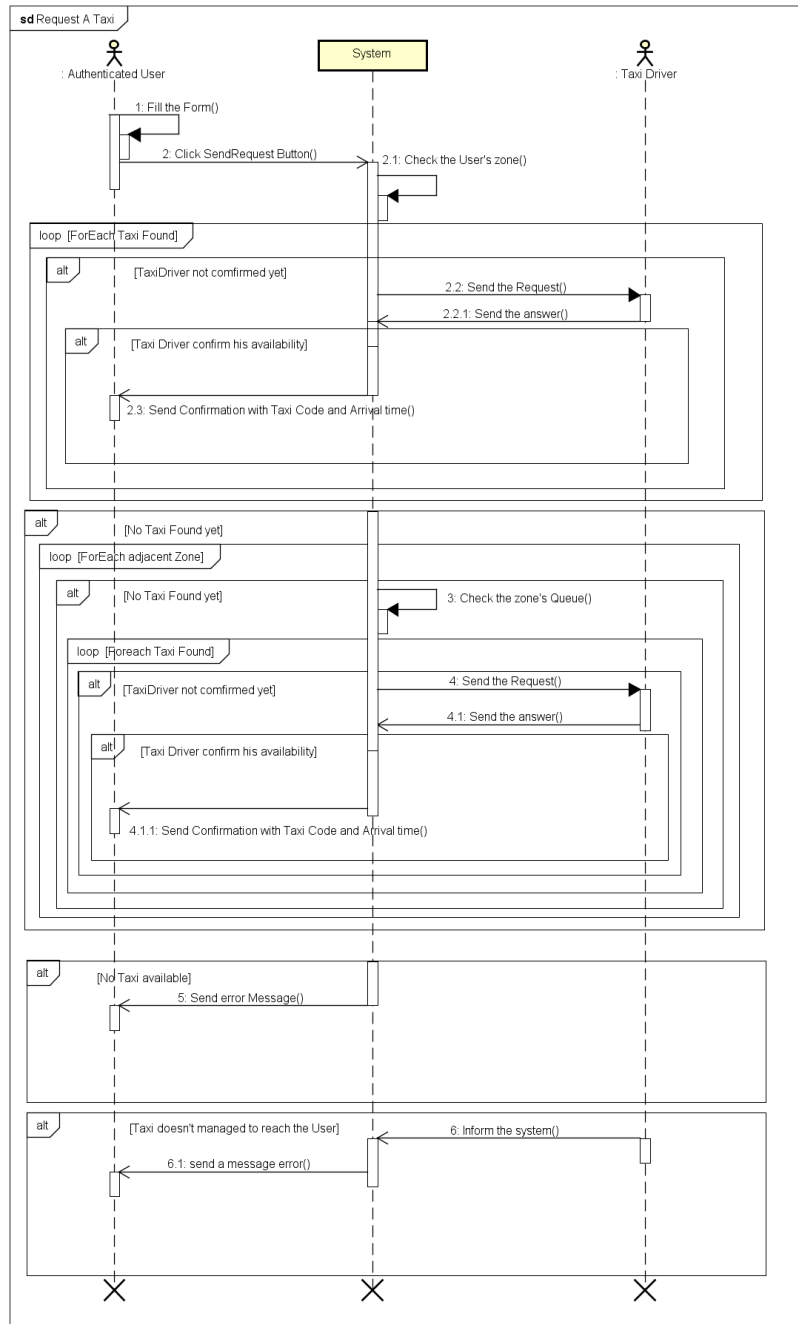 sd Request A Taxi
: Authenticated User
System
: Taxi Driver
1: Fill the Form()
2: Click SendRequest Button()
2.1: Check the User's zone()
loop [ForEach Taxi Found]
alt [TaxiDriver not comfirmed yet]
2.2: Send the Request()
2.2.1: Send the answer()
alt [Taxi Driver confirm his availability]
2.3: Send Confirmation with Taxi Code and Arrival time()
alt [No Taxi Found yet]
loop [ForEach adjacent Zone]
alt [No Taxi Found yet]
3: Check the zone's Queue()
loop [Foreach Taxi Found]
alt [TaxiDriver not comfirmed yet]
4: Send the Request()
4.1: Send the answer()
alt [Taxi Driver confirm his availability]
4.1.1: Send Confirmation with Taxi Code and Arrival time()
alt [No Taxi available]
5: Send error Message()
alt [Taxi doesn't managed to reach the User]
6: Inform the system()
6.1: send a message error()